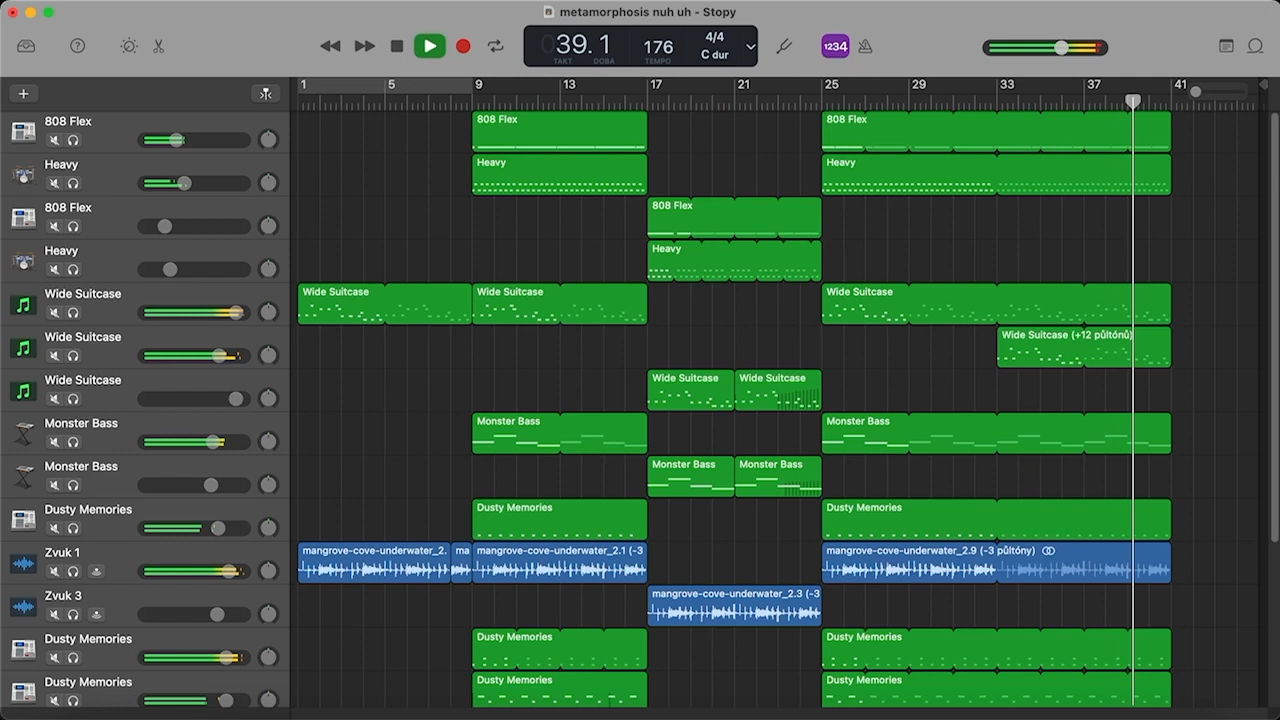 metamorphosis nuh uh - Stopy
039. 1
TAKT
DOBA
176
TEMPO
4/4
C dur
1234
1
5
9
13
17
21
25
29
33
37
41
808 Flex
808 Flex
808 Flex
Heavy
Heavy
Heavy
808 Flex
808 Flex
Heavy
Heavy
Wide Suitcase
Wide Suitcase
Wide Suitcase
Wide Suitcase
Wide Suitcase
Wide Suitcase (+12 půltónů)
Wide Suitcase
Wide Suitcase
Wide Suitcase
Monster Bass
Monster Bass
Monster Bass
Monster Bass
Monster Bass
Monster Bass
Dusty Memories
Dusty Memories
Dusty Memories
Zvuk 1
mangrove-cove-underwater_2.
ma
mangrove-cove-underwater_2.1 (-3
mangrove-cove-underwater_2.9 (-3 půltóny)
Zvuk 3
mangrove-cove-underwater_2.3 (-3
Dusty Memories
Dusty Memories
Dusty Memories
Dusty Memories
Dusty Memories
Dusty Memories